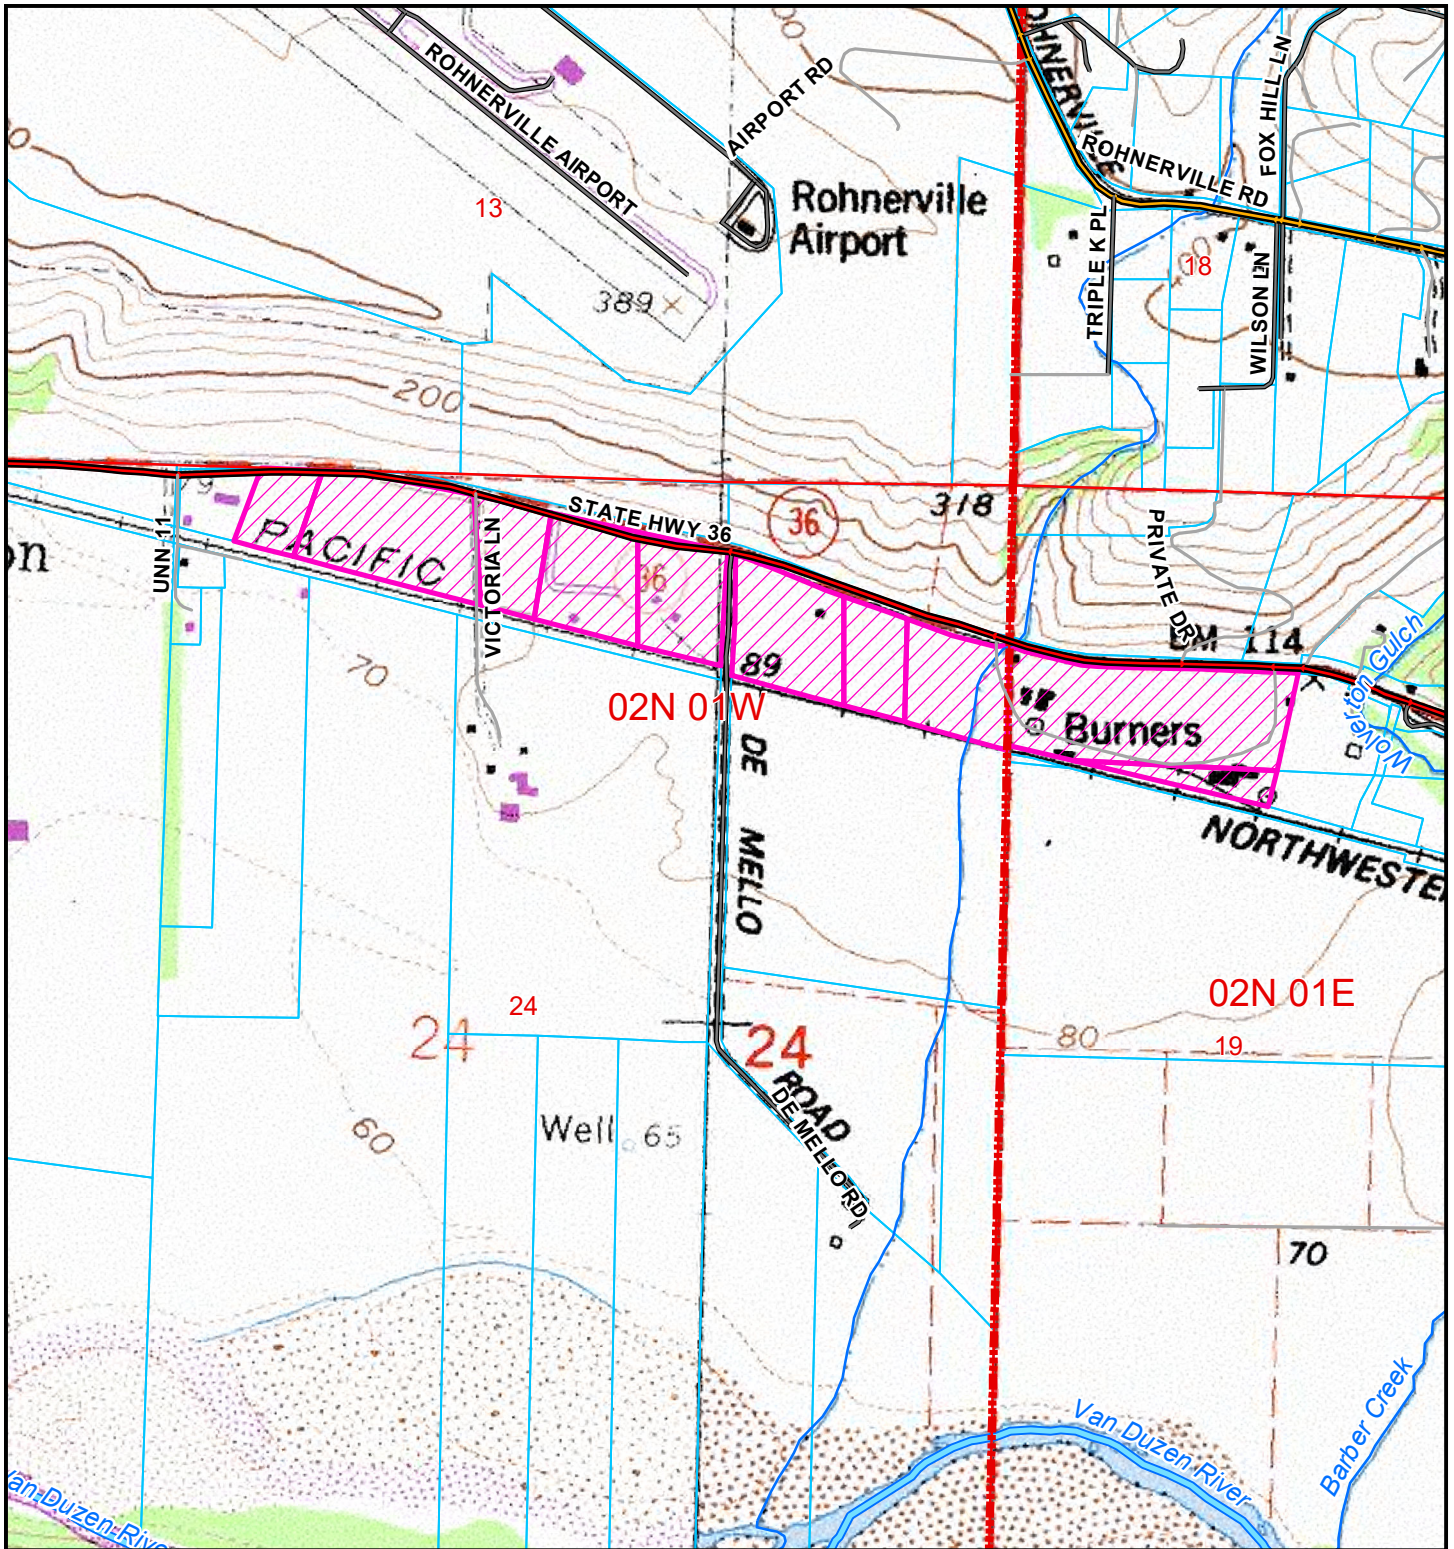 ROHNERVILLE AIRPORT
AIRPORT RD
ROHNERVILLE
ROHNERVILLE RD
FOX HILL LN
Rohnerville
Airport
13
389
TRIPLE K PL
18
WILSON LN
200
STATE HWY 36
36
318
UNN 11
PACIFIC
VICTORIA LN
PRIVATE DR
BM 114
Wolverton Gulch
on
70
89
02N 01W
Burners
DE MELLO
NORTHWESTE
02N 01E
24
24
24
80
19
ROAD
DE MELLO RD
Well 65
60
70
Van Duzen River
Barber Creek
Van Duzen Rive